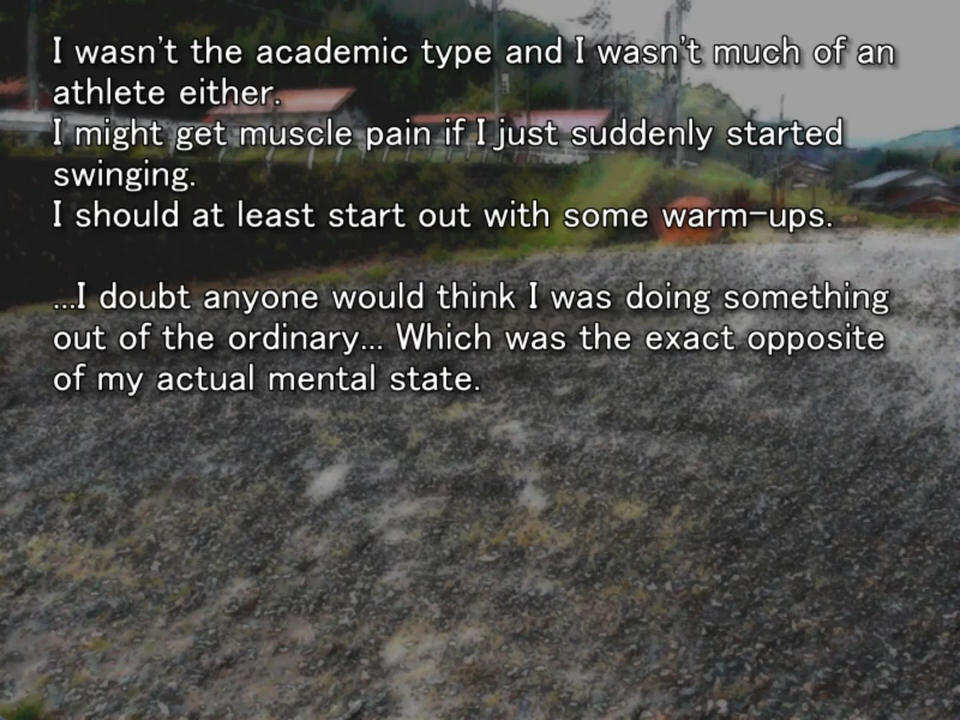 I wasn't the academic type and I wasn't much of an
athlete either.
I might get muscle pain if I just suddenly started
swinging.
I should at least start out with some warm-ups.
...I doubt anyone would think I was doing something
out of the ordinary... Which was the exact opposite
of my actual mental state.